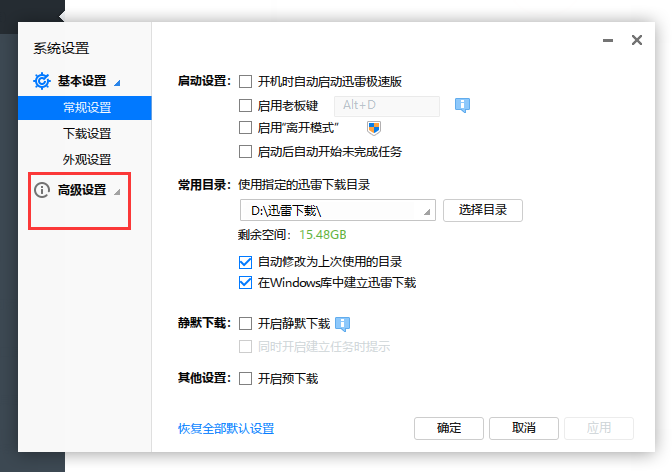 系统设置
基本设置
常规设置
下载设置
外观设置
高级设置
启动设置： 开机时自动启动迅雷极速版
启用老板键 Alt+D
启用“离开模式”
启动后自动开始未完成任务
常用目录： 使用指定的迅雷下载目录
D:\迅雷下载\ 选择目录
剩余空间： 15.48GB
自动修改为上次使用的目录
在Windows库中建立迅雷下载
静默下载： 开启静默下载
同时开启建立任务时提示
其他设置： 开启预下载
恢复全部默认设置 确定 取消 应用